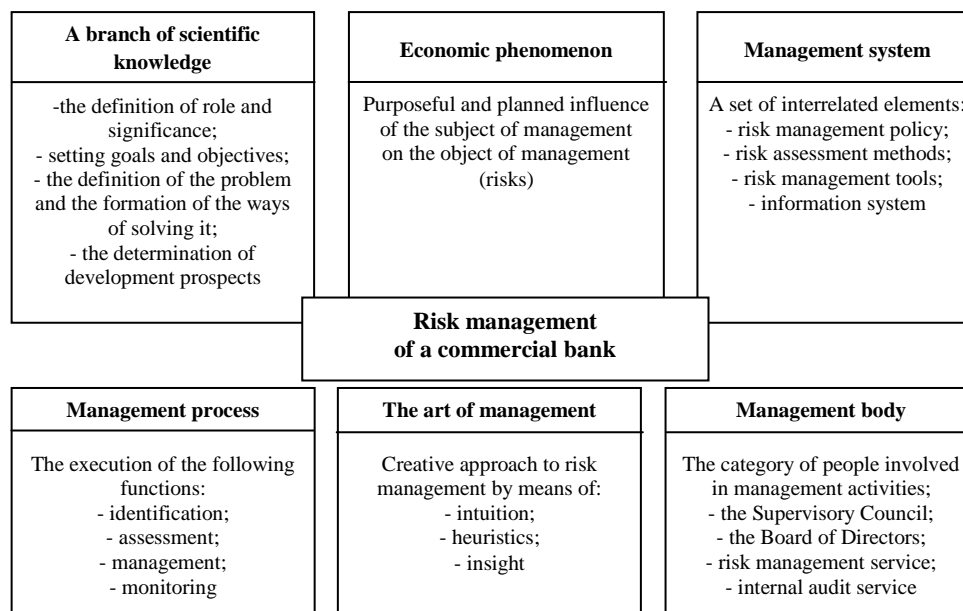 A branch of scientific
knowledge
-the definition of role and
significance;
- setting goals and objectives;
- the definition of the problem
and the formation of the ways
of solving it;
- the determination of
development prospects
Economic phenomenon
Purposeful and planned influence
of the subject of management
on the object of management
(risks)
Management system
A set of interrelated elements:
- risk management policy;
- risk assessment methods;
- risk management tools;
- information system
Risk management
of a commercial bank
Management process
The execution of the following
functions:
- identification;
- assessment;
- management;
- monitoring
The art of management
Creative approach to risk
management by means of:
- intuition;
- heuristics;
- insight
Management body
The category of people involved
in management activities;
- the Supervisory Council;
- the Board of Directors;
- risk management service;
- internal audit service